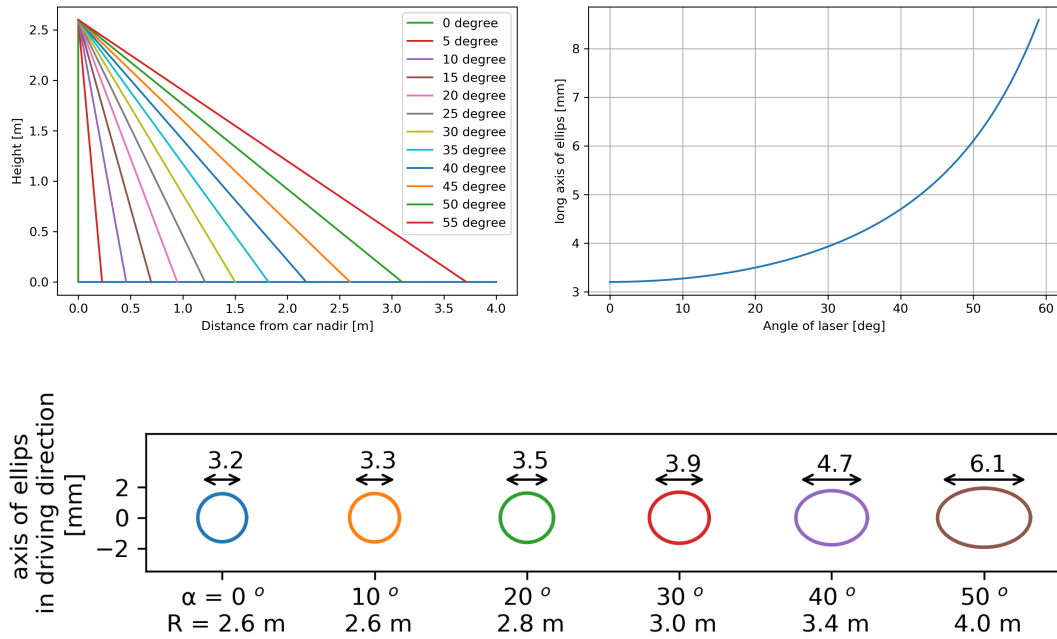 2.5
2.0
1.5
1.0
0.5
0.0
Height [m]
0.0 0.5 1.0 1.5 2.0 2.5 3.0 3.5 4.0
Distance from car nadir [m]
0 degree
5 degree
10 degree
15 degree
20 degree
25 degree
30 degree
35 degree
40 degree
45 degree
50 degree
55 degree
8
7
6
5
4
3
long axis of ellips [mm]
0 10 20 30 40 50 60
Angle of laser [deg]
axis of ellips
in driving direction
[mm]
2
0
−2
3.2 3.3 3.5 3.9 4.7 6.1
α = 0 o 10 o 20 o 30 o 40 o 50 o
R = 2.6 m 2.6 m 2.8 m 3.0 m 3.4 m 4.0 m